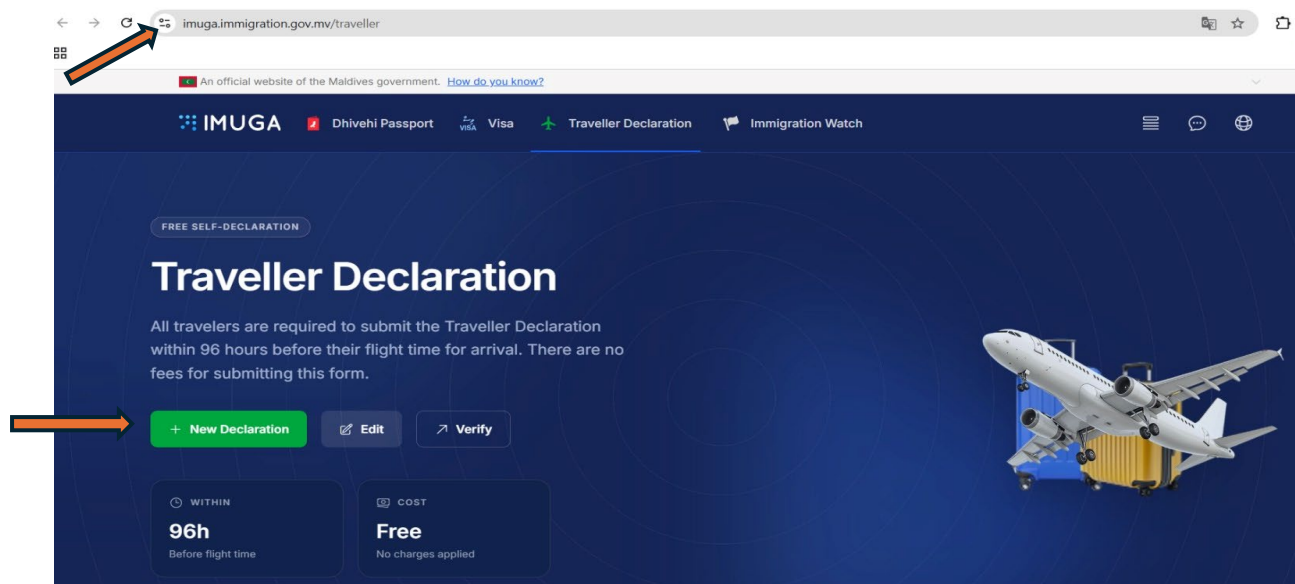 imuga.immigration.gov.mv/traveller
An official website of the Maldives government. How do you know?
IMUGA Dhivehi Passport VISA Visa Traveller Declaration Immigration Watch
FREE SELF-DECLARATION
Traveller Declaration
All travelers are required to submit the Traveller Declaration
within 96 hours before their flight time for arrival. There are no
fees for submitting this form.
+ New Declaration Edit Verify
WITHIN
96h
Before flight time
COST
Free
No charges applied